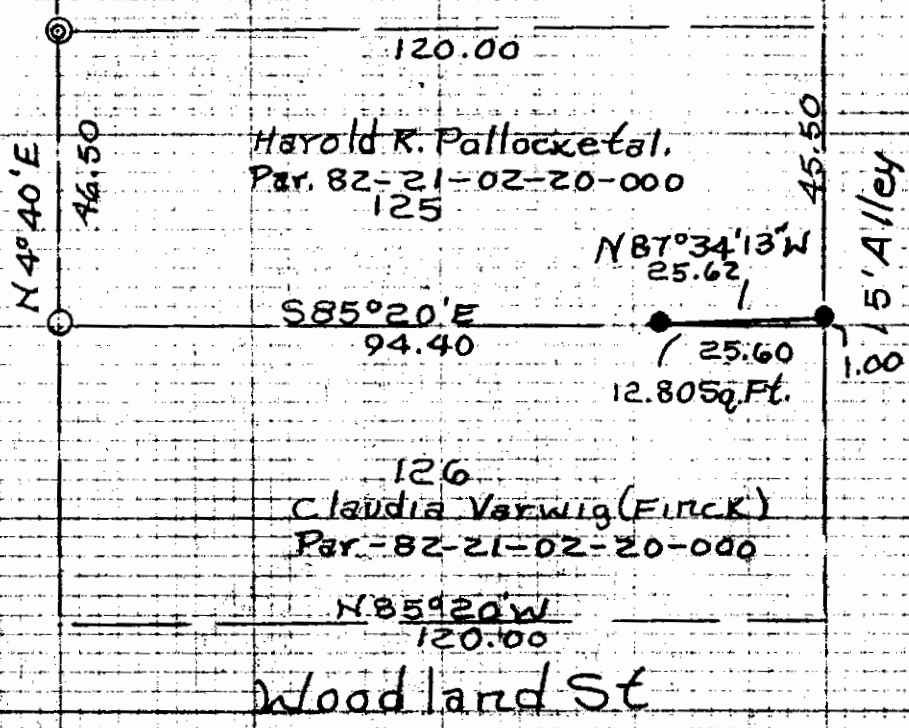 120.00
N 4°40'E
46.50
45.50
15' Alley
Harold R. Pallocketal.
Par. 82-21-02-20-000
125
N87°34'13"W
25.62
S85°20'E
94.40
25.60
1.00
12.80Sq.Ft.
126
Claudia Varwig (Finck)
Par.-82-21-02-20-000
N85°20'W
120.00
Woodland St